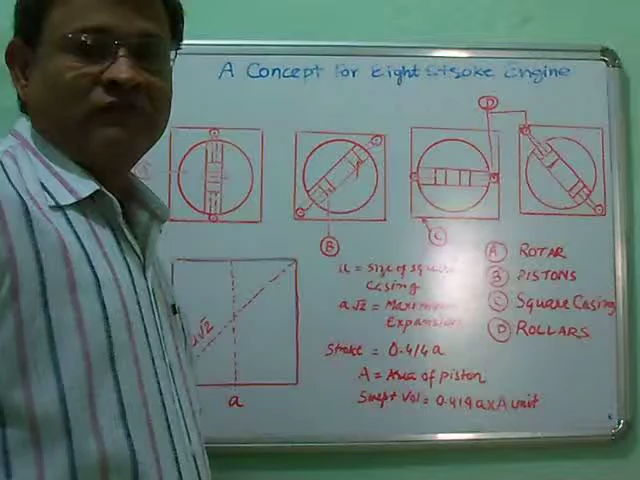 A Concept For Eight Stroke Engine
D
B
C
A ROTAR
B PISTONS
C Square Casing
D ROLLARS
a = Size of square
Casing
a√2 = Maximum
Expansion
Stroke = 0.414a
A = Area of piston
Swept Vol = 0.414 a x A unit
a√2
a